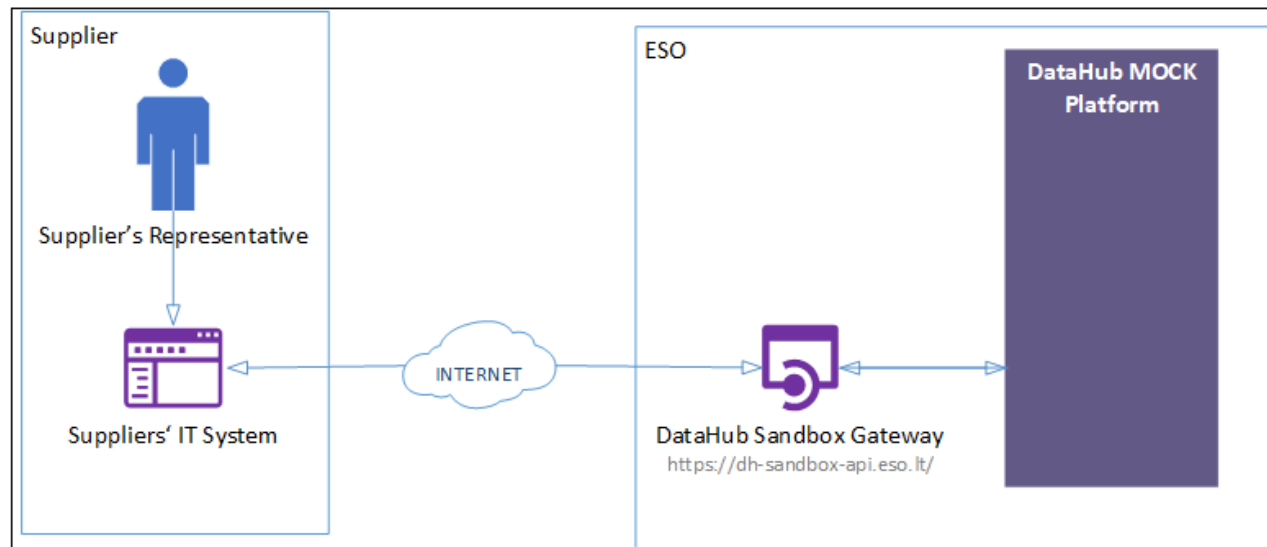 Supplier
Supplier’s Representative
Suppliers‘ IT System
INTERNET
ESO
DataHub MOCK
Platform
DataHub Sandbox Gateway
https://dh-sandbox-api.eso.lt/